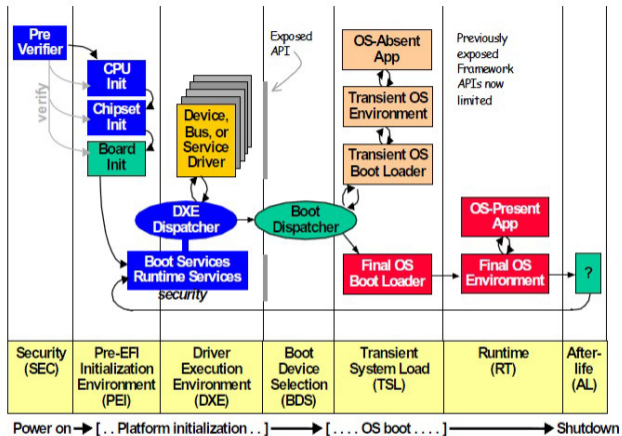 Pre
Verifier
verify
CPU
Init
Chipset
Init
Board
Init
Device,
Bus, or
Service
Driver
Exposed
API
OS-Absent
App
Transient OS
Environment
Transient OS
Boot Loader
Previously
exposed
Framework
APIs now
limited
DXE
Dispatcher
Boot
Dispatcher
OS-Present
App
Boot Services
Runtime Services
security
Final OS
Boot Loader
Final OS
Environment
?
Security
(SEC)
Pre-EFI
Initialization
Environment
(PEI)
Driver
Execution
Environment
(DXE)
Boot
Device
Selection
(BDS)
Transient
System Load
(TSL)
Runtime
(RT)
After-
life
(AL)
Power on [ . . Platform initialization . . ] [ . . . . OS boot . . . . ] Shutdown